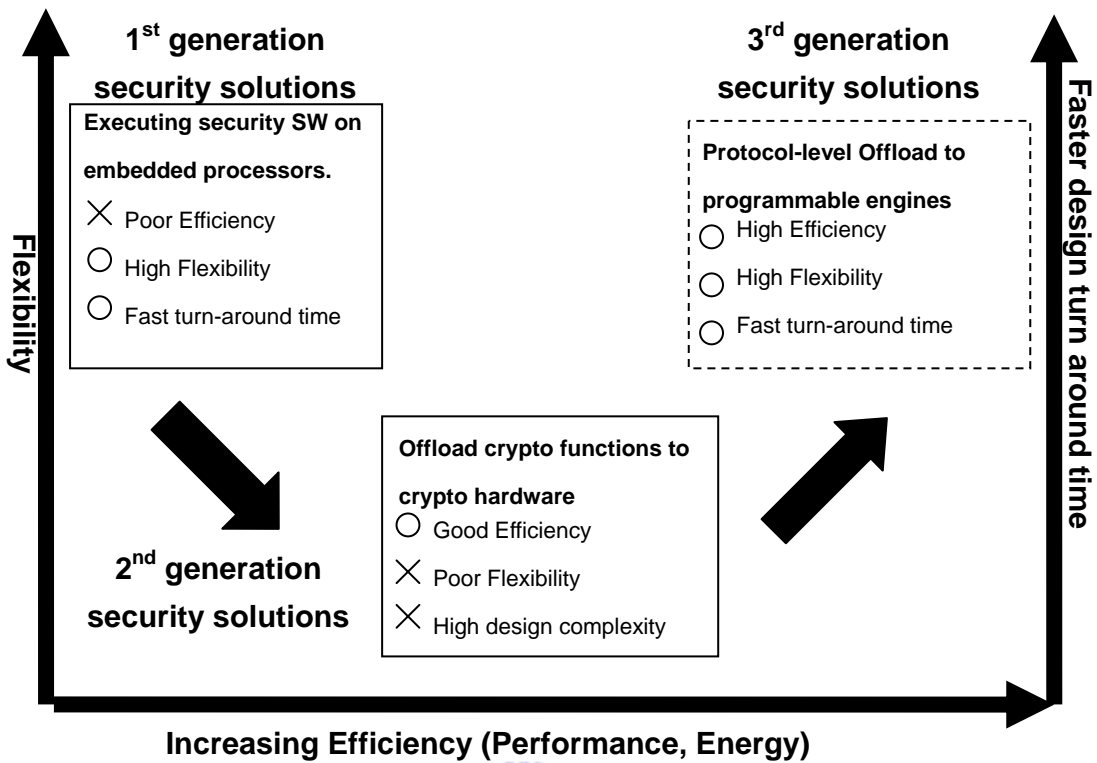 1st generation
security solutions
Executing security SW on
embedded processors.
Poor Efficiency
High Flexibility
Fast turn-around time
3rd generation
security solutions
Protocol-level Offload to
programmable engines
High Efficiency
High Flexibility
Fast turn-around time
Flexibility
Faster design turn around time
2nd generation
security solutions
Offload crypto functions to
crypto hardware
Good Efficiency
Poor Flexibility
High design complexity
Increasing Efficiency (Performance, Energy)